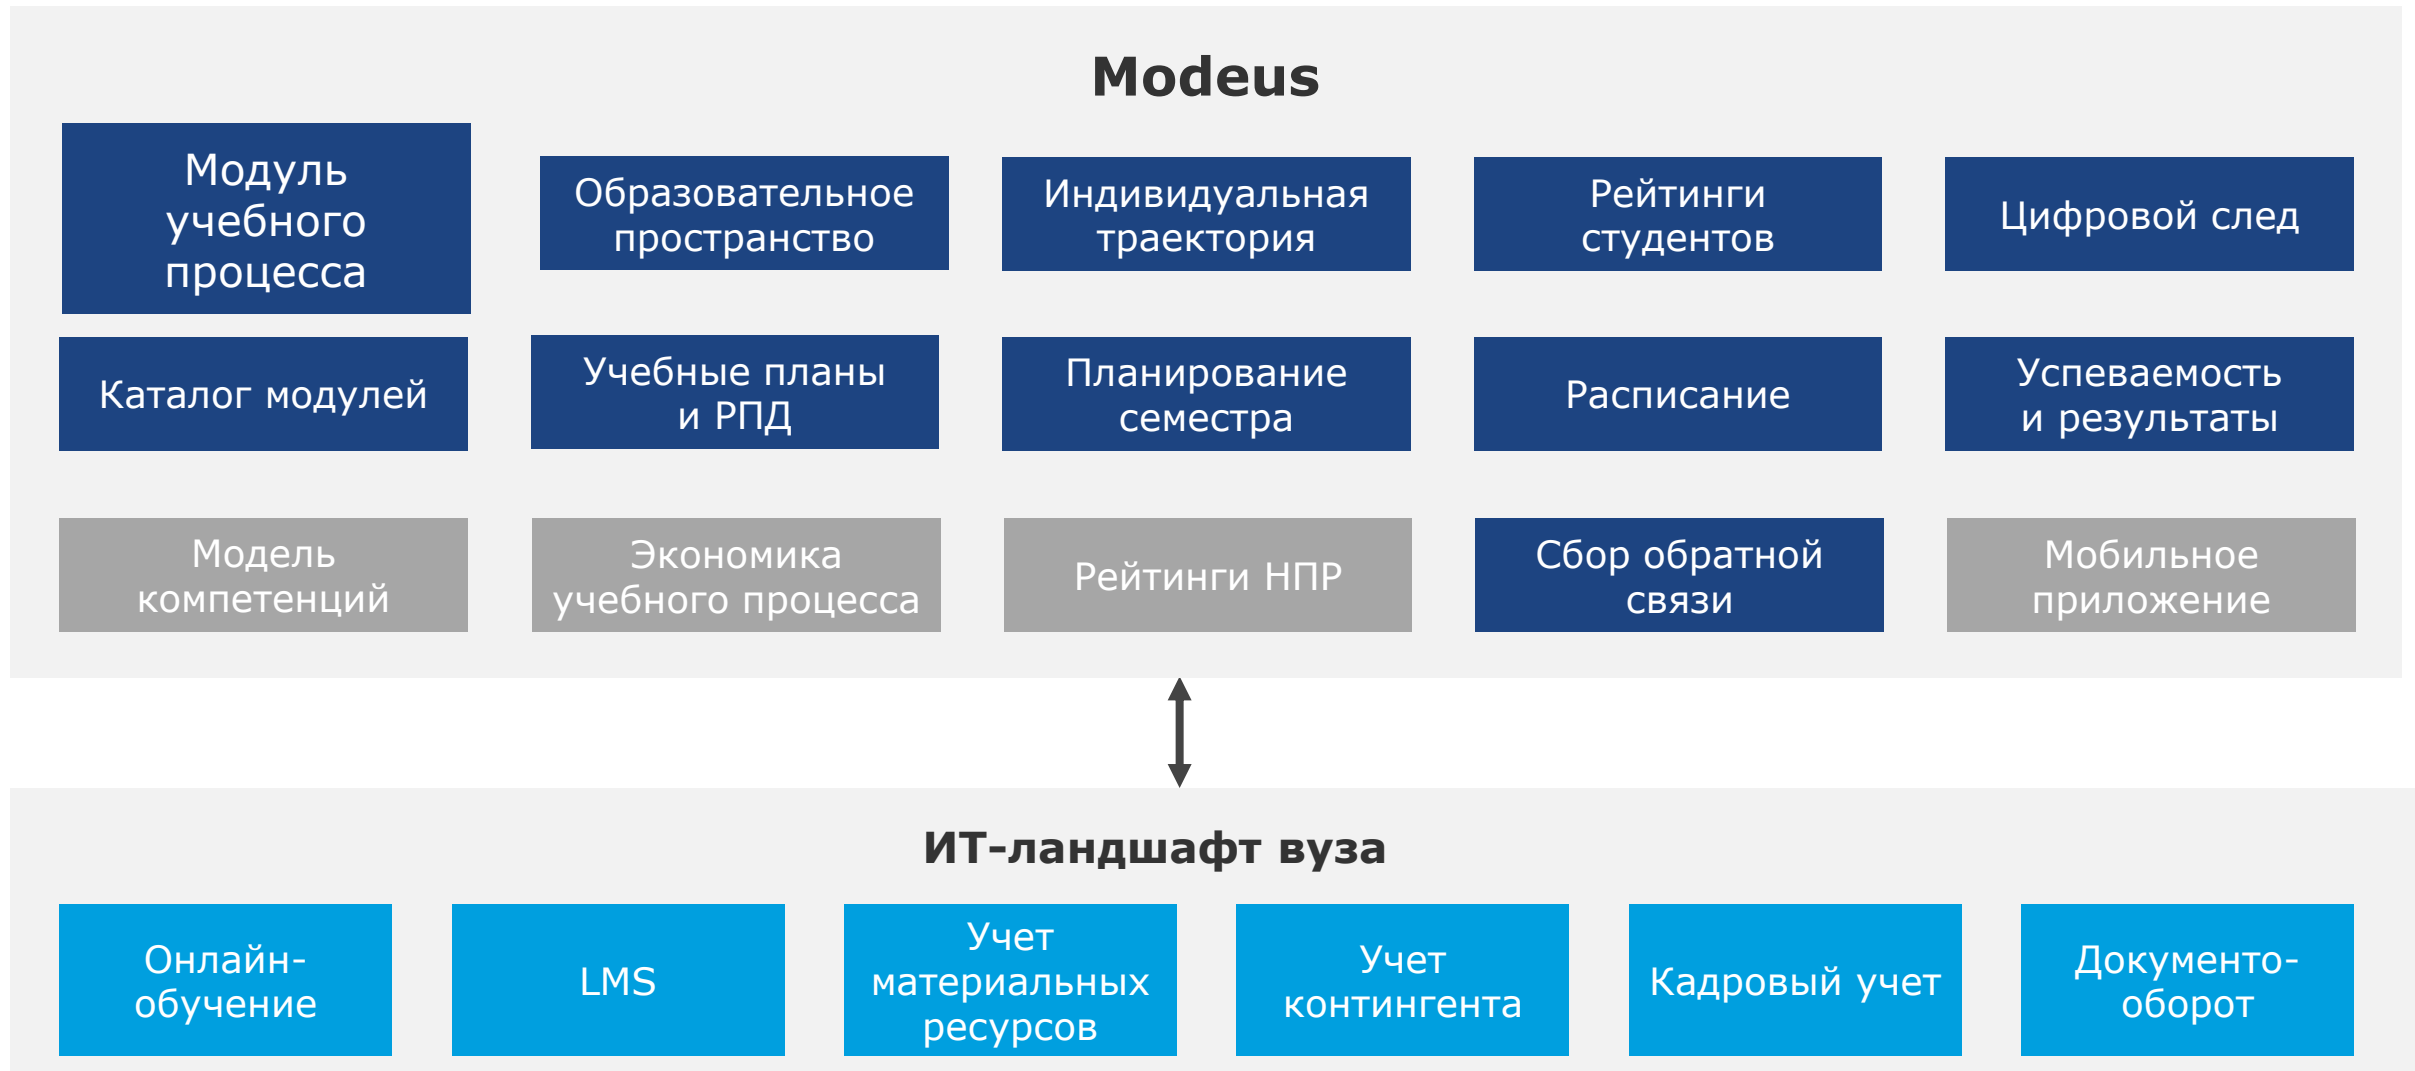 Modeus
Модуль
учебного
процесса
Образовательное
пространство
Индивидуальная
траектория
Рейтинги
студентов
Цифровой след
Каталог модулей
Учебные планы
и РПД
Планирование
семестра
Расписание
Успеваемость
и результаты
Модель
компетенций
Экономика
учебного процесса
Рейтинги НПР
Сбор обратной
связи
Мобильное
приложение
ИТ-ландшафт вуза
Онлайн-
обучение
LMS
Учет
материальных
ресурсов
Учет
контингента
Кадровый учет
Документо-
оборот